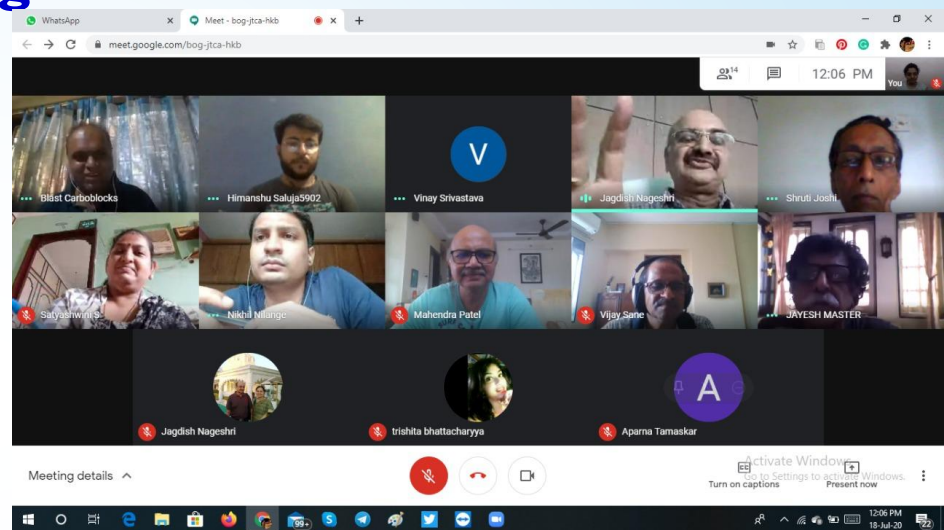 g
WhatsApp
Meet - bog-jtca-hkb
meet.google.com/bog-jtca-hkb
14
12:06 PM
You
Blast Carboblocks
Himanshu Saluja5902
V
Vinay Srivastava
Jagdish Nageshri
Shruti Joshi
Satyashwini S
Nikhil Nilange
Mahendra Patel
Vijay Sane
JAYESH MASTER
Jagdish Nageshri
trishita bhattacharyya
A
Aparna Tamaskar
Meeting details
Turn on captions
Present now
Activate Windows
Go to Settings to activate Windows.
99+
12:06 PM
18-Jul-20
22